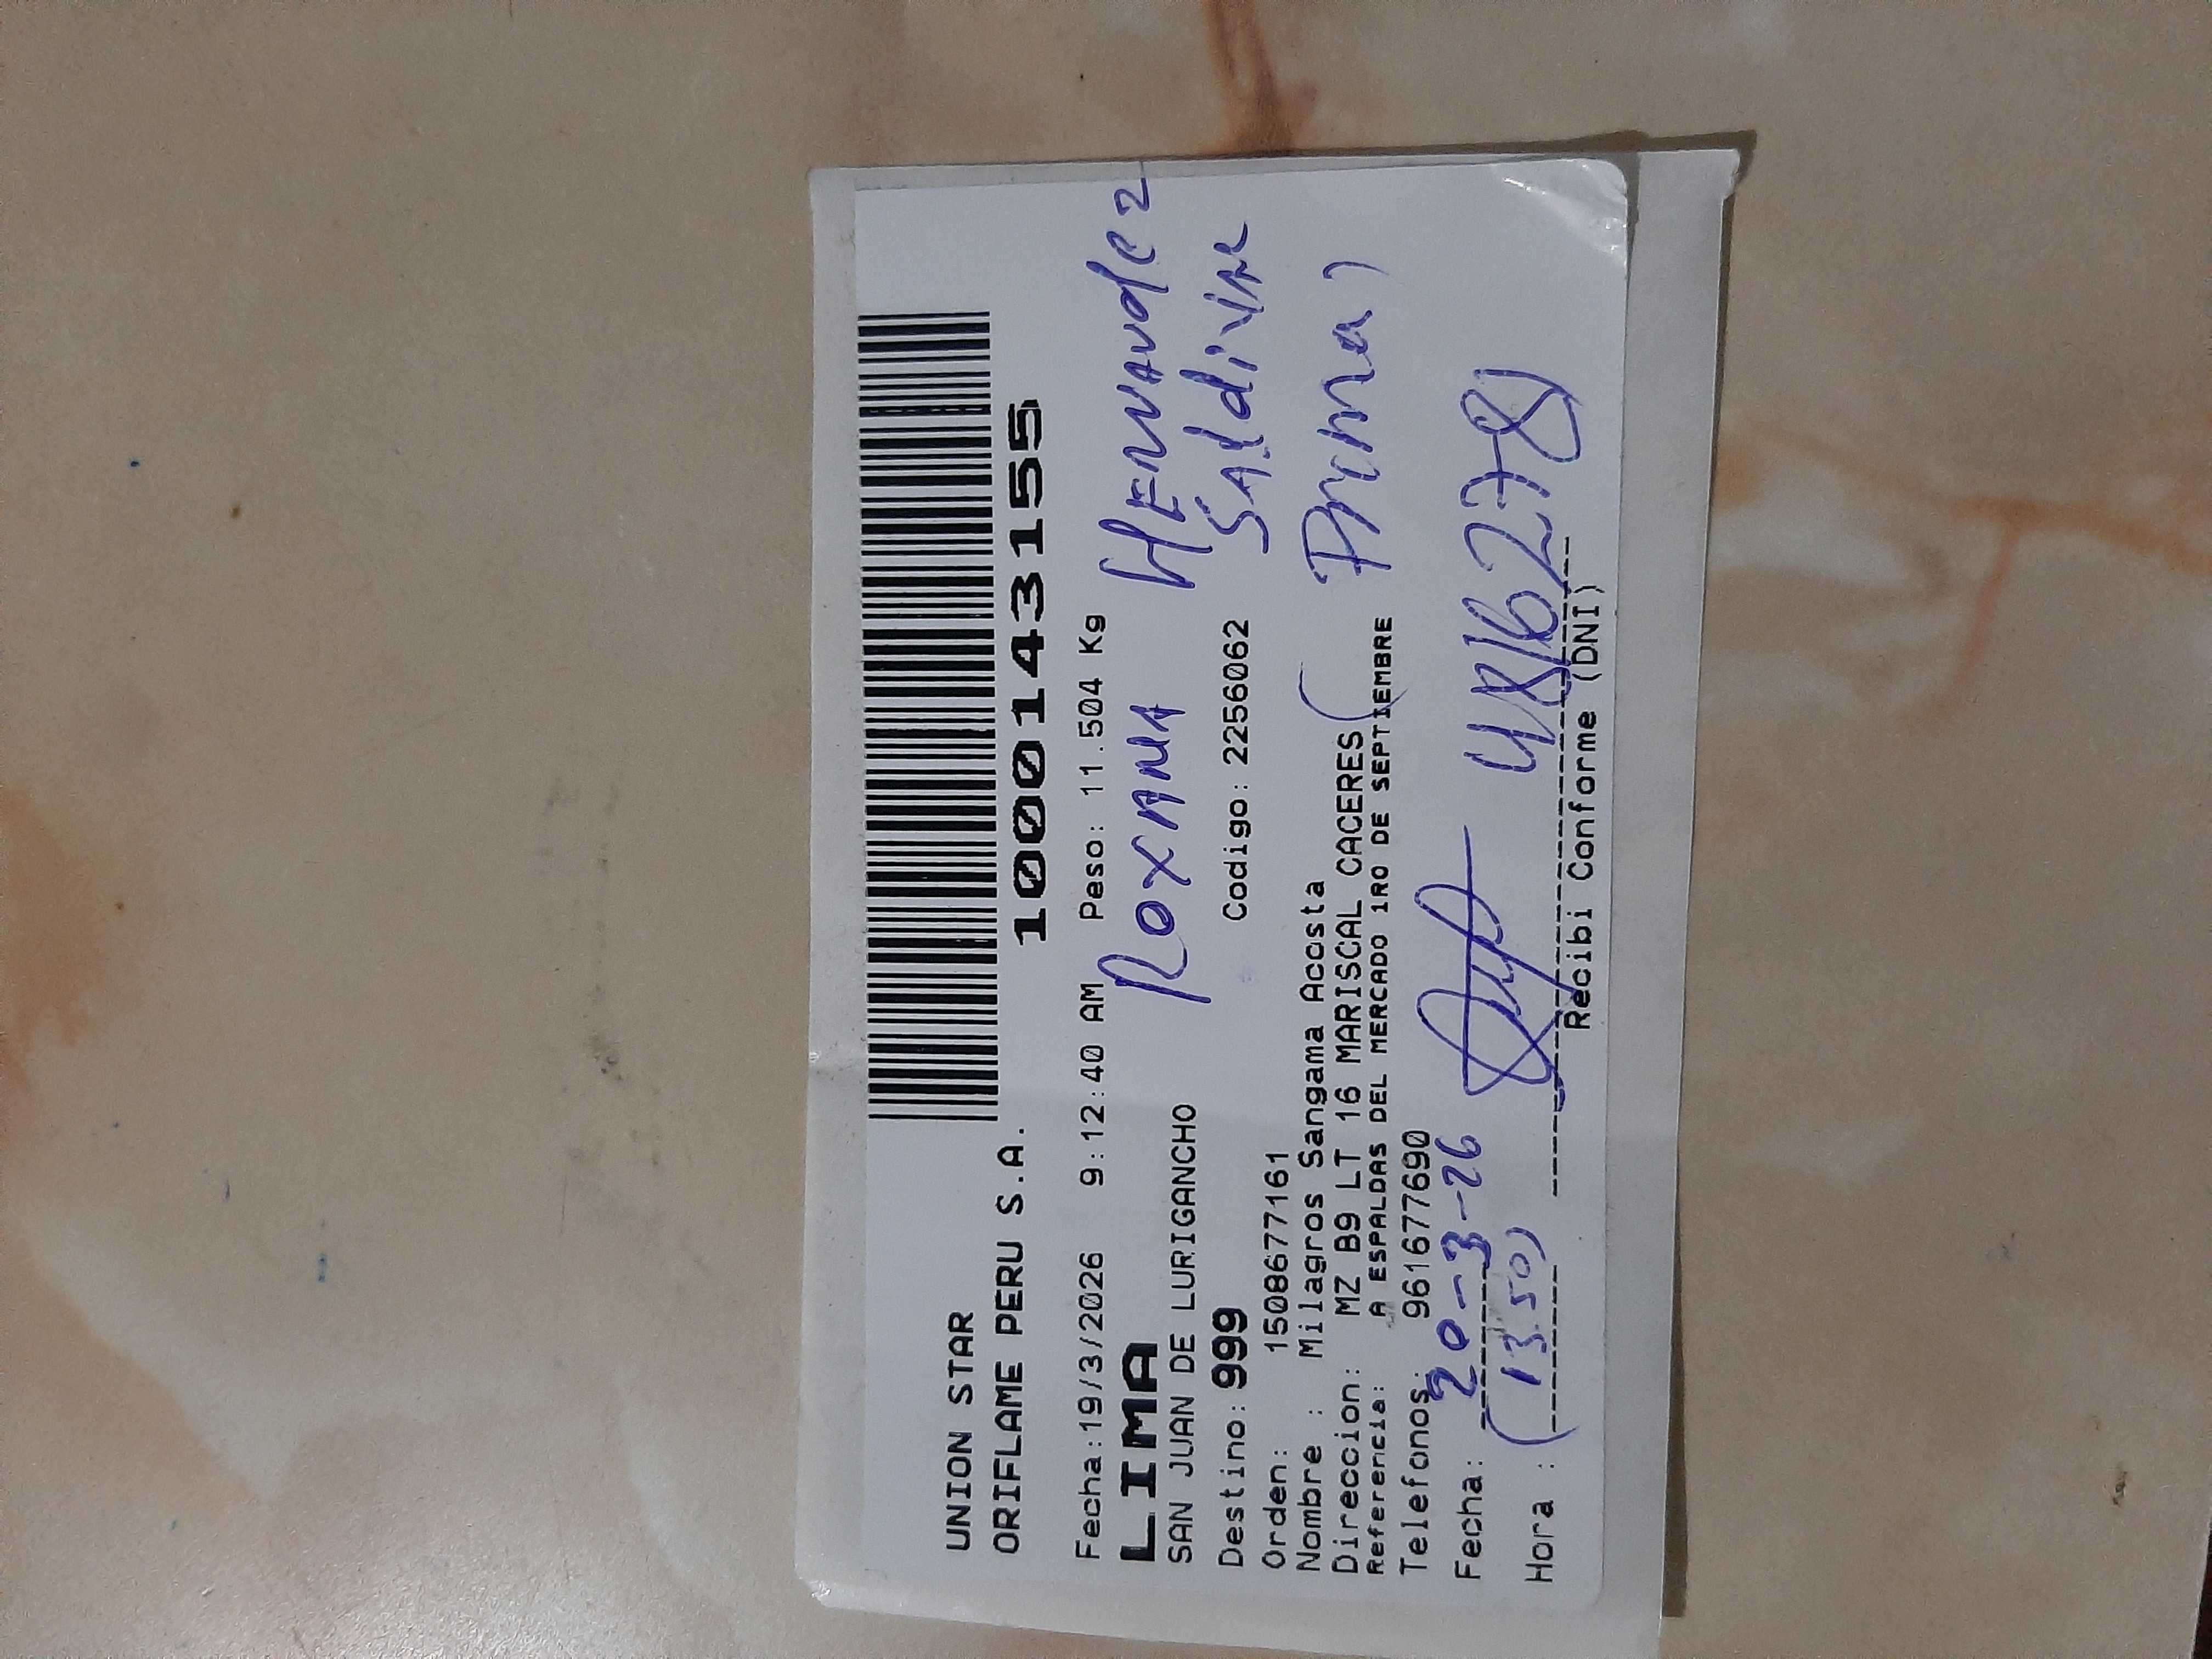 UNION STAR
ORIFLAME PERU S.A.
1000143155
Fecha:19/3/2026 9:12:40 AM Peso: 11.504 Kg
LIMA
ROXANA HERNANDEZ
SAN JUAN DE LURIGANCHO
SALdiVAR
Destino: 999 Codigo: 2256062
Orden: 1508677161
Nombre : Milagros Sangama Acosta
(Prima)
Direccion: MZ B9 LT 16 MARISCAL CACERES
Referencia: A ESPALDAS DEL MERCADO 1RO DE SEPTIEMBRE
Telefonos: 961677690
Fecha: 20-3-26
Hora : (13.50)
Recibi Conforme (DNI)